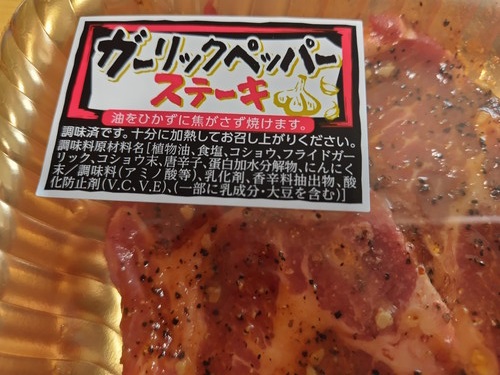 ガーリックペッパー
ステーキ
油をひかずに焦がさず焼けます。
調味済です。十分に加熱してお召し上がりください。
調味料原材料名[植物油、食塩、コショウ、フライドガー
リック、コショウ末、唐辛子、蛋白加水分解物、にんにく
末／調味料(アミノ酸等)、乳化剤、香辛料抽出物、酸
化防止剤(V.C、V.E)、(一部に乳成分・大豆を含む)]